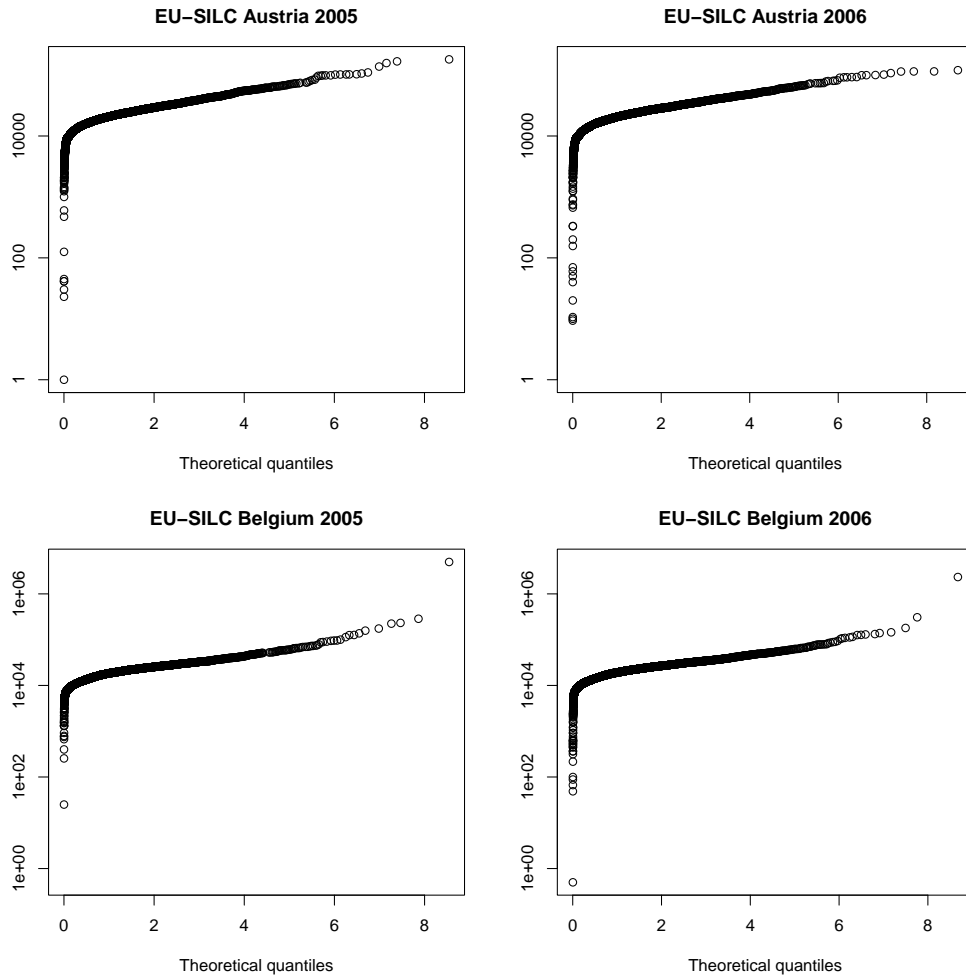 EU−SILC Austria 2005
10000
100
1
0 2 4 6 8
Theoretical quantiles
EU−SILC Austria 2006
10000
100
1
0 2 4 6 8
Theoretical quantiles
EU−SILC Belgium 2005
1e+06
1e+04
1e+02
1e+00
0 2 4 6 8
Theoretical quantiles
EU−SILC Belgium 2006
1e+06
1e+04
1e+02
1e+00
0 2 4 6 8
Theoretical quantiles